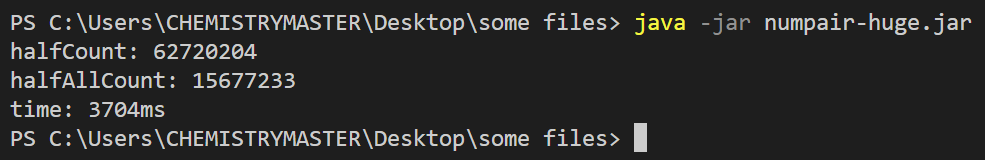 PS C:\Users\CHEMISTRYMASTER\Desktop\some files> java -jar numpair-huge.jar
halfCount: 62720204
halfAllCount: 15677233
time: 3704ms
PS C:\Users\CHEMISTRYMASTER\Desktop\some files>